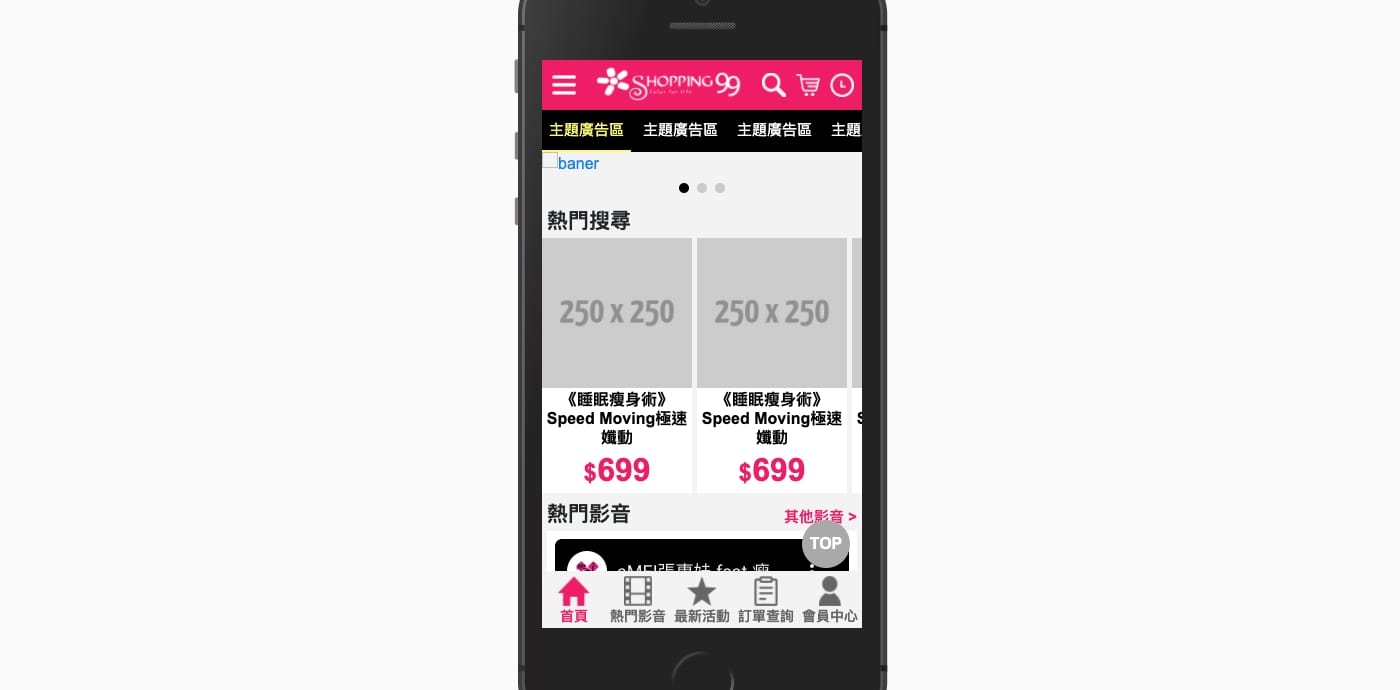 SHOPPING99
Color for life
主題廣告區 主題廣告區 主題廣告區 主題
baner
熱門搜尋
250 x 250 250 x 250
《睡眠瘦身術》 《睡眠瘦身術》
Speed Moving極速 Speed Moving極速 S
孅動 孅動
$699 $699
熱門影音 其他影音 >
TOP
aMEI張惠妹 feat.瘦
首頁 熱門影音 最新活動 訂單查詢 會員中心